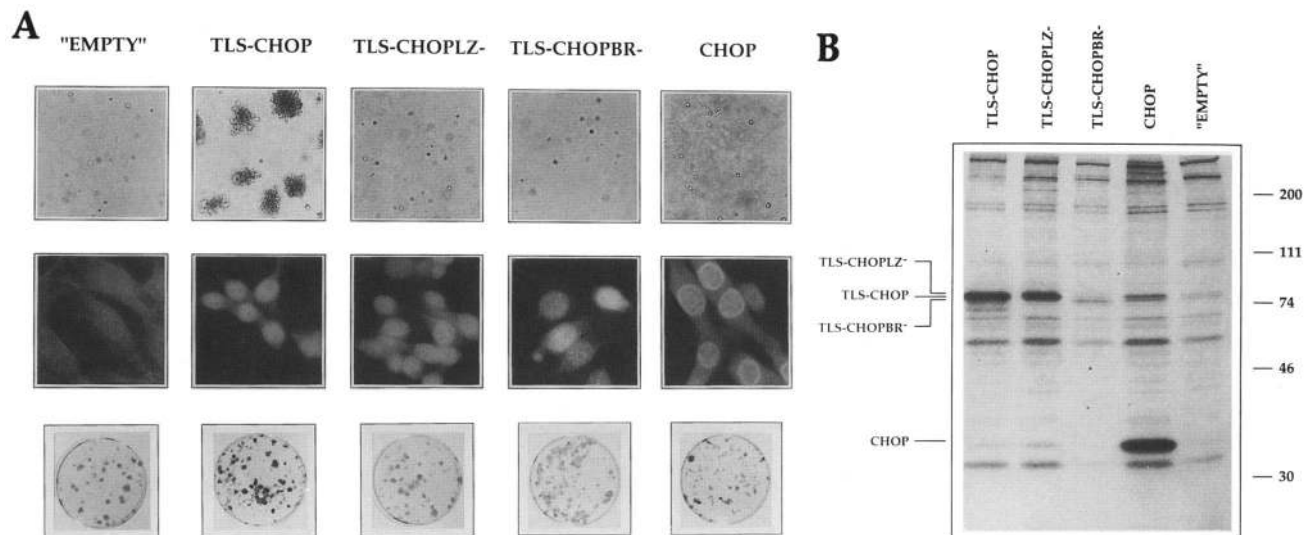 A
"EMPTY"
TLS-CHOP
TLS-CHOPLZ-
TLS-CHOPBR-
CHOP
B
TLS-CHOP
TLS-CHOPLZ-
TLS-CHOPBR-
CHOP
"EMPTY"
TLS-CHOPLZ-
TLS-CHOP
TLS-CHOPBR-
CHOP
200
111
74
46
30